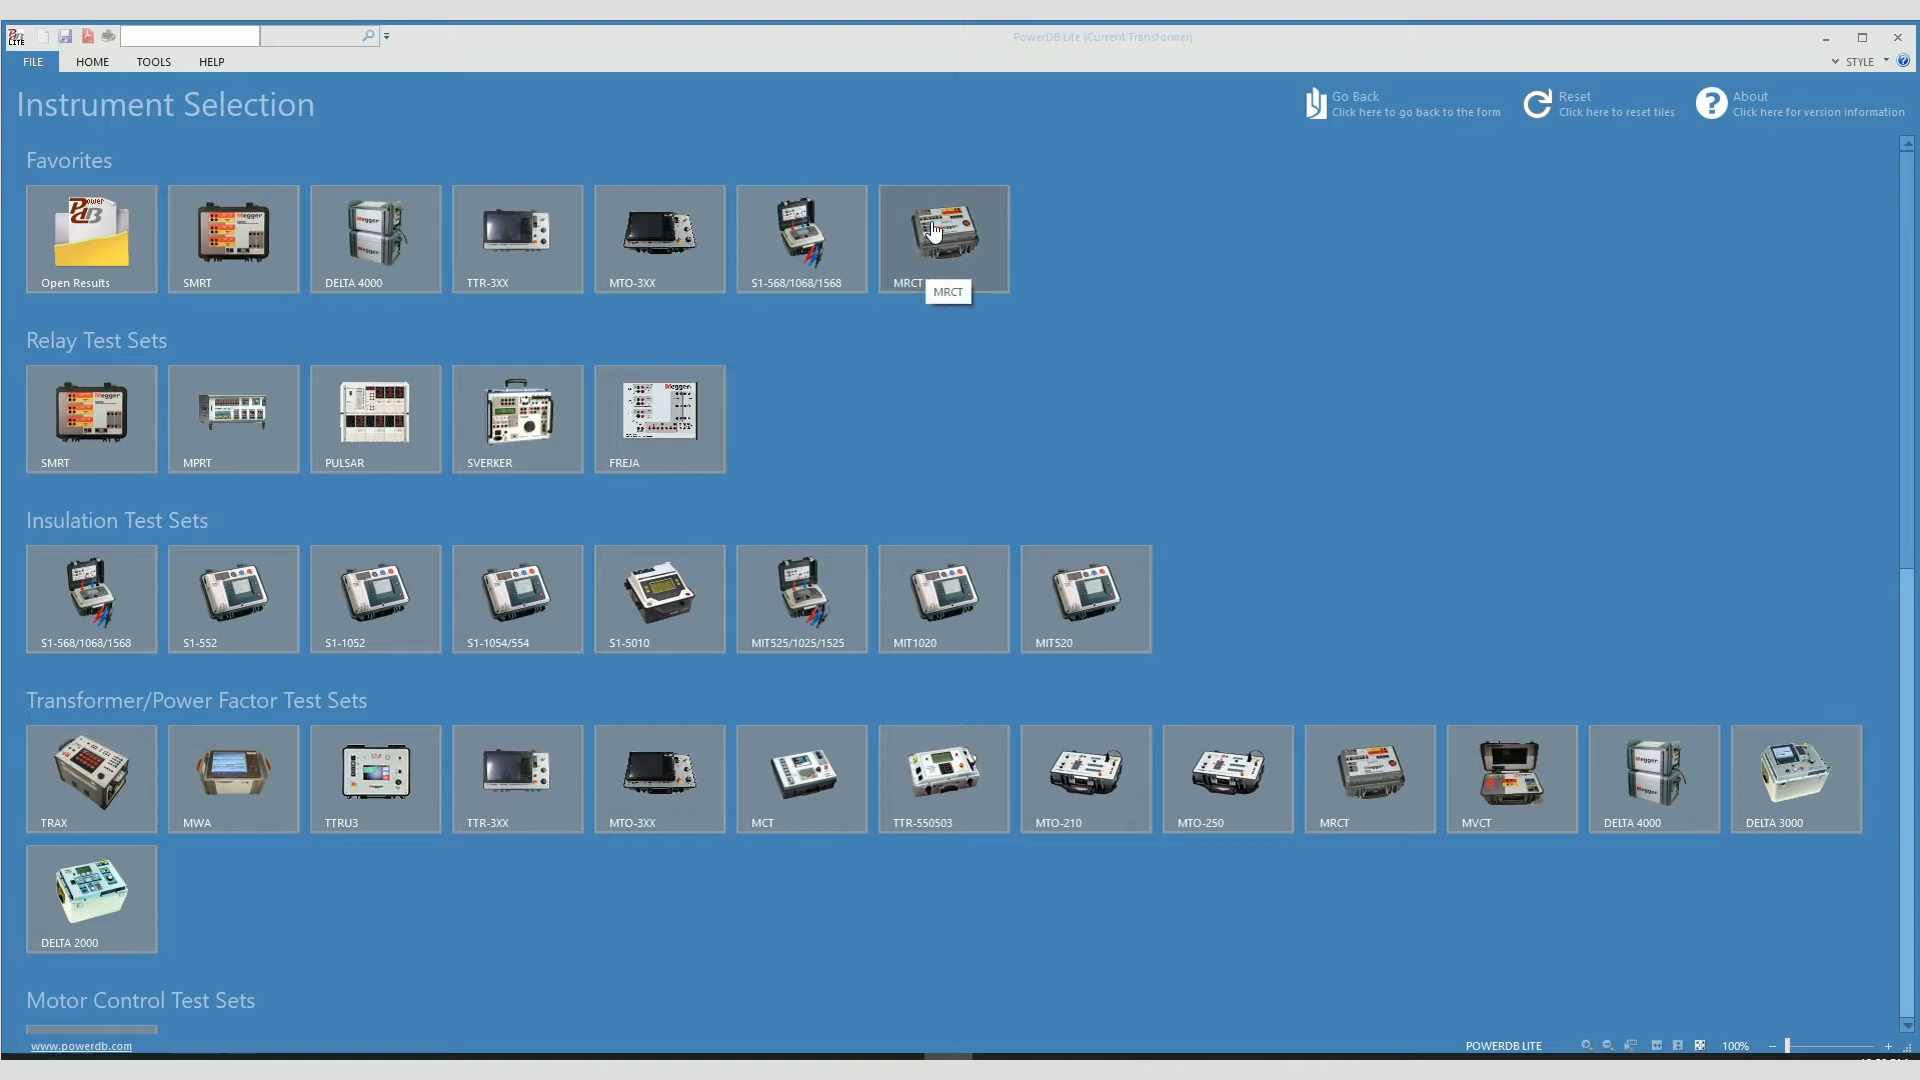 LITE
PowerDB Lite (Current Transformer)
FILE HOME TOOLS HELP
STYLE
Instrument Selection
Go Back
Click here to go back to the form
Reset
Click here to reset tiles
About
Click here for version information
Favorites
Power
Open Results SMRT DELTA 4000 TTR-3XX MTO-3XX S1-568/1068/1568 MRCT
MRCT
Relay Test Sets
SMRT MPRT PULSAR SVERKER FREJA
Insulation Test Sets
S1-568/1068/1568 S1-552 S1-1052 S1-1054/554 S1-5010 MIT525/1025/1525 MIT1020 MIT520
Transformer/Power Factor Test Sets
TRAX MWA TTRU3 TTR-3XX MTO-3XX MCT TTR-550503 MTO-210 MTO-250 MRCT MVCT DELTA 4000 DELTA 3000
DELTA 2000
Motor Control Test Sets
www.powerdb.com
POWERDB LITE 100%